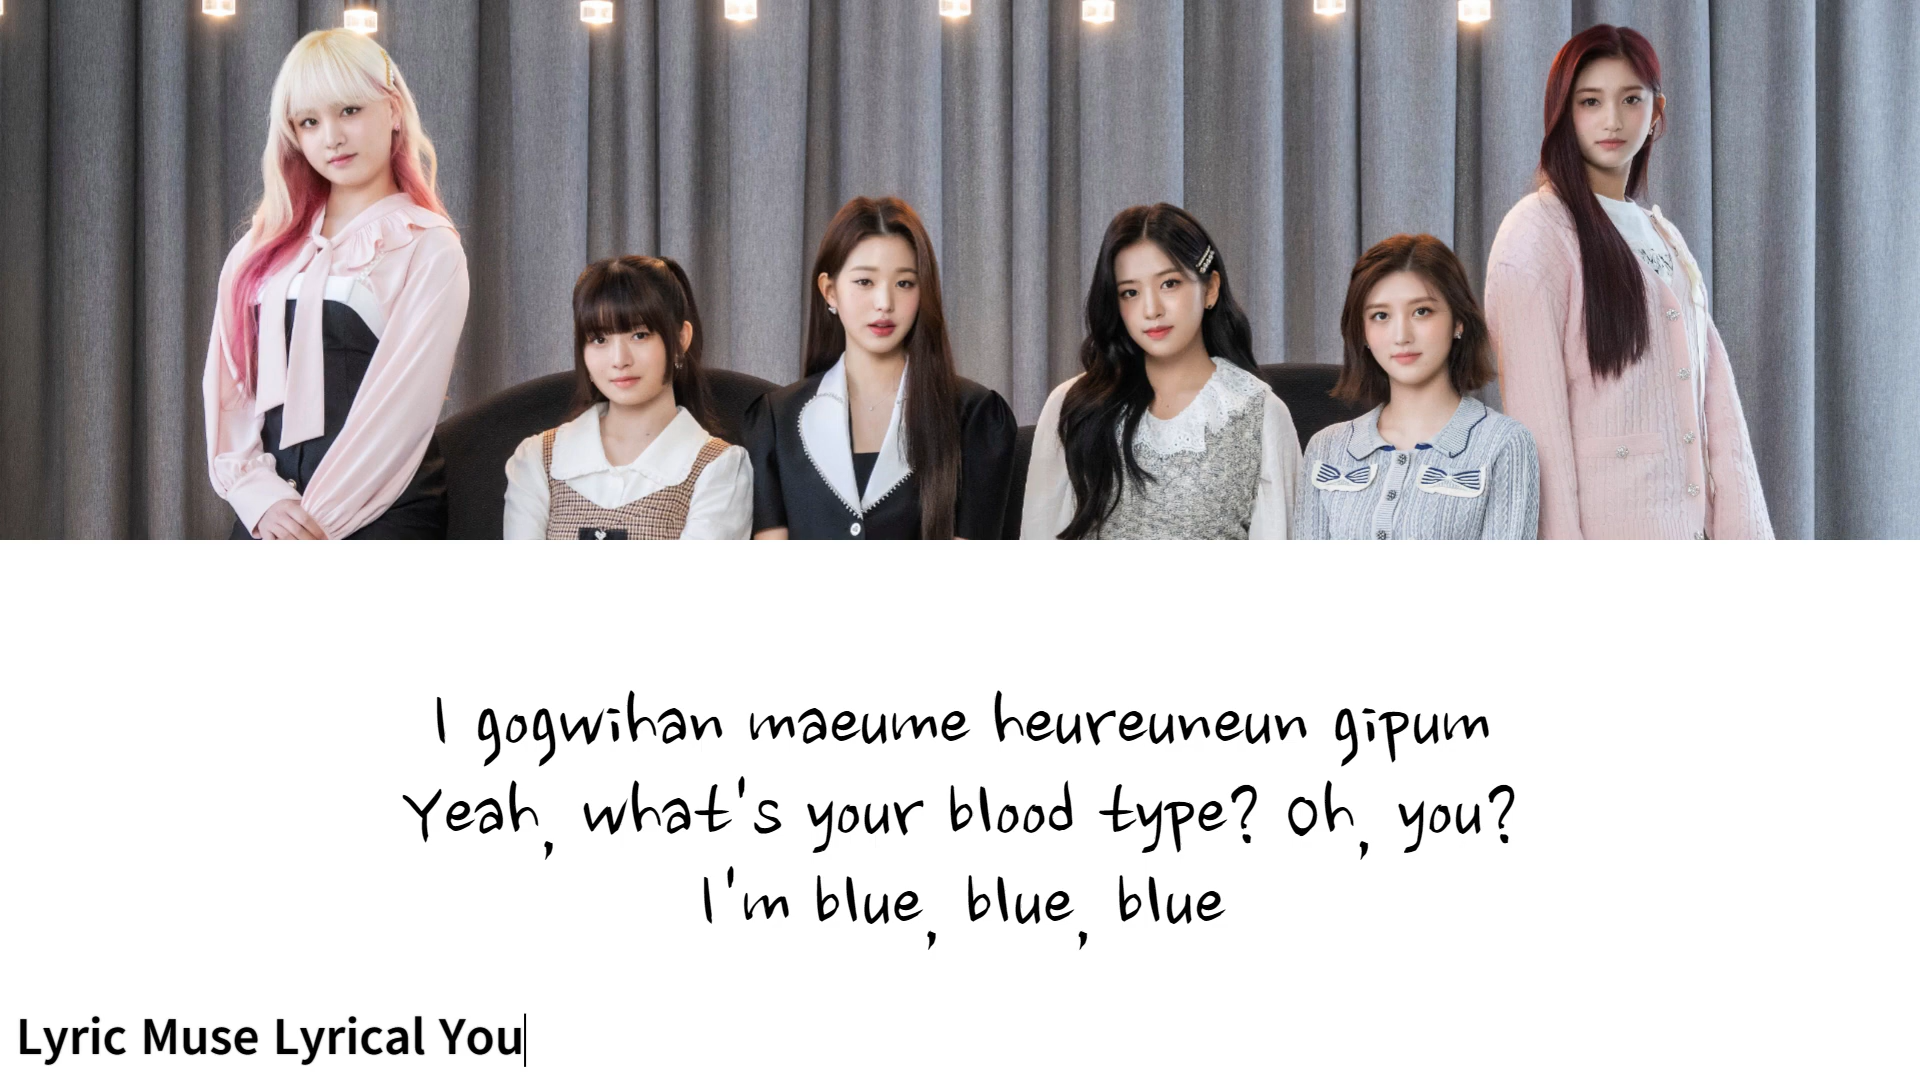 I gogwihan maeume heureuneun gipum
Yeah, what's your blood type? Oh, you?
I'm blue, blue, blue
Lyric Muse Lyrical You